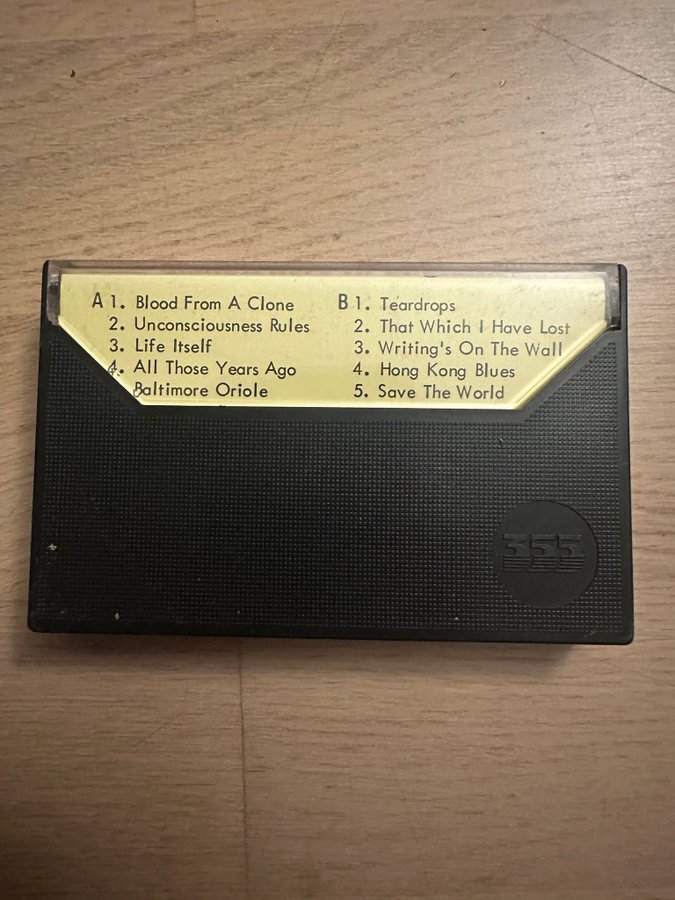 A 1. Blood From A Clone
2. Unconsciousness Rules
3. Life Itself
4. All Those Years Ago
Baltimore Oriole
B 1. Teardrops
2. That Which I Have Lost
3. Writing's On The Wall
4. Hong Kong Blues
5. Save The World
355